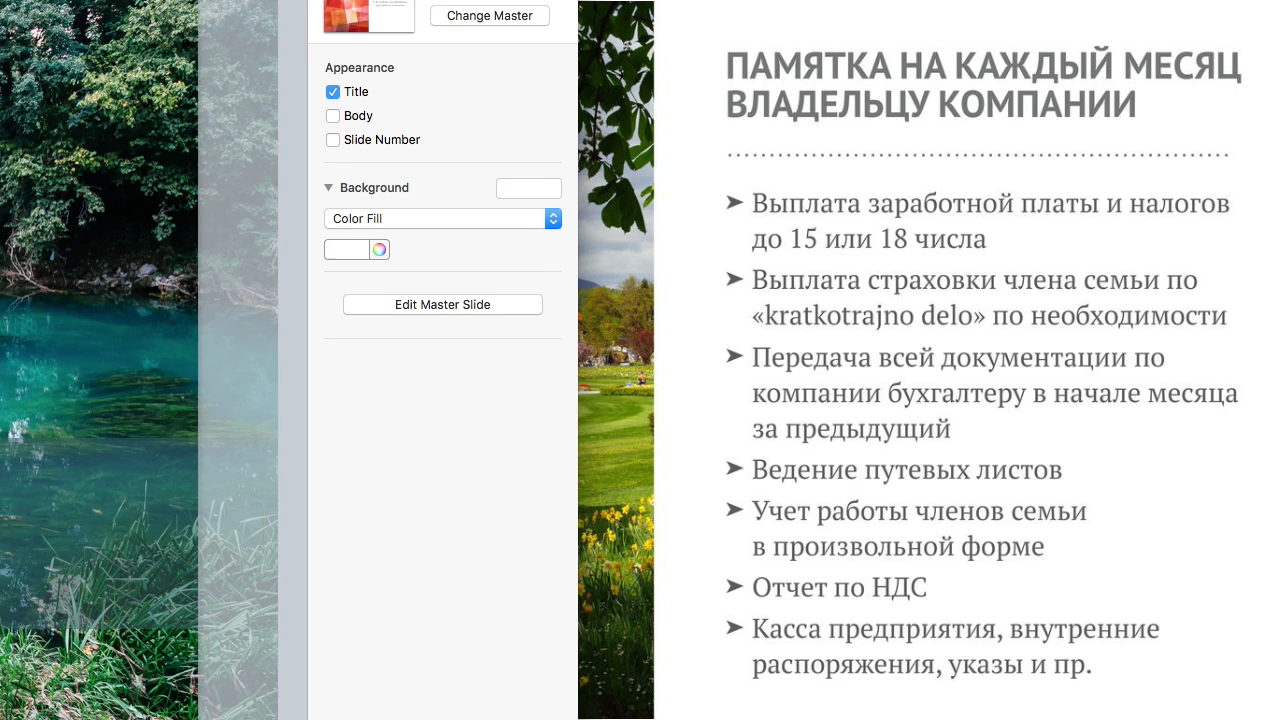 Change Master
Appearance
Title
Body
Slide Number
Background
Color Fill
Edit Master Slide
ПАМЯТКА НА КАЖДЫЙ МЕСЯЦ
ВЛАДЕЛЬЦУ КОМПАНИИ
➢ Выплата заработной платы и налогов
до 15 или 18 числа
➢ Выплата страховки члена семьи по
«kratkotrajno delo» по необходимости
➢ Передача всей документации по
компании бухгалтеру в начале месяца
за предыдущий
➢ Ведение путевых листов
➢ Учет работы членов семьи
в произвольной форме
➢ Отчет по НДС
➢ Касса предприятия, внутренние
распоряжения, указы и пр.